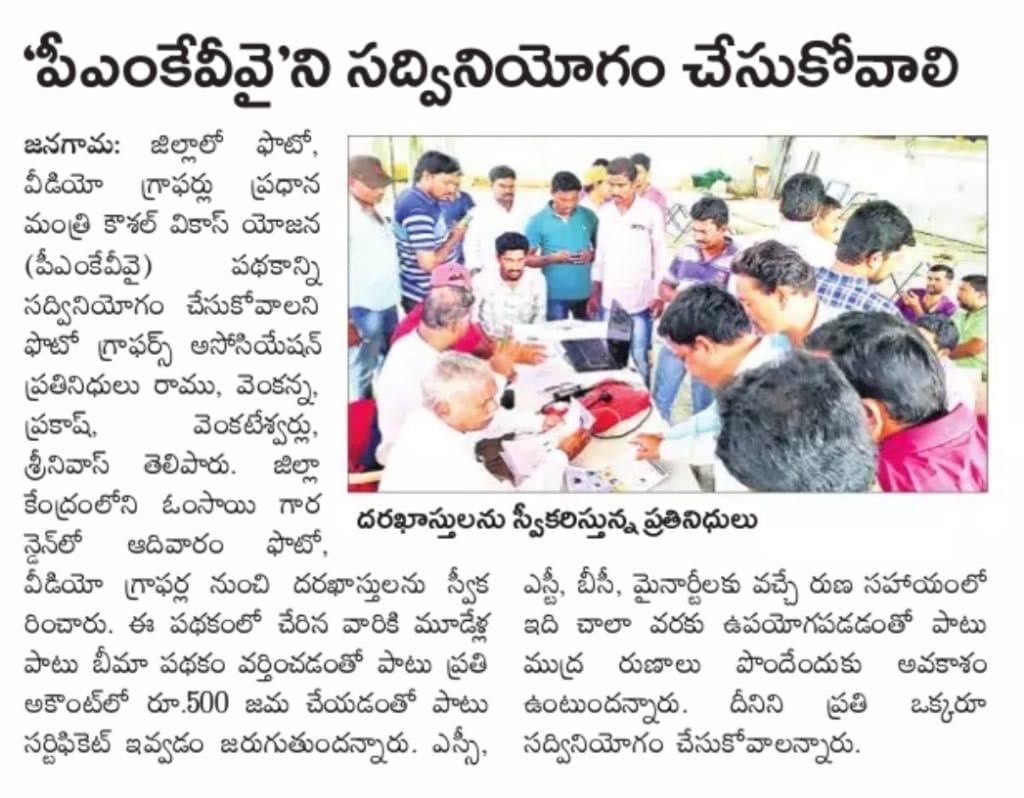 ‘పీఎంకేవీవై’ని సద్వినియోగం చేసుకోవాలి
జనగామ: జిల్లాలో ఫొటో,
వీడియో గ్రాఫర్లు ప్రధాన
మంత్రి కౌశల్ వికాస్ యోజన
(పీఎంకేవీవై) పథకాన్ని
సద్వినియోగం చేసుకోవాలని
ఫొటో గ్రాఫర్స్ అసోసియేషన్
ప్రతినిధులు రాము, వెంకన్న,
ప్రకాష్, వెంకటేశ్వర్లు,
శ్రీనివాస్ తెలిపారు. జిల్లా
కేంద్రంలోని ఓంసాయి గార
్డెన్‌లో ఆదివారం ఫొటో,
వీడియో గ్రాఫర్ల నుంచి దరఖాస్తులను స్వీక
రించారు. ఈ పథకంలో చేరిన వారికి మూడేళ్ల
పాటు బీమా పథకం వర్తించడంతో పాటు ప్రతి
అకౌంట్‌లో రూ.500 జమ చేయడంతో పాటు
సర్టిఫికెట్ ఇవ్వడం జరుగుతుందన్నారు. ఎస్సీ,
దరఖాస్తులను స్వీకరిస్తున్న ప్రతినిధులు
ఎస్టీ, బీసీ, మైనార్టీలకు వచ్చే రుణ సహాయంలో
ఇది చాలా వరకు ఉపయోగపడడంతో పాటు
ముద్ర రుణాలు పొందేందుకు అవకాశం
ఉంటుందన్నారు. దీనిని ప్రతి ఒక్కరూ
సద్వినియోగం చేసుకోవాలన్నారు.